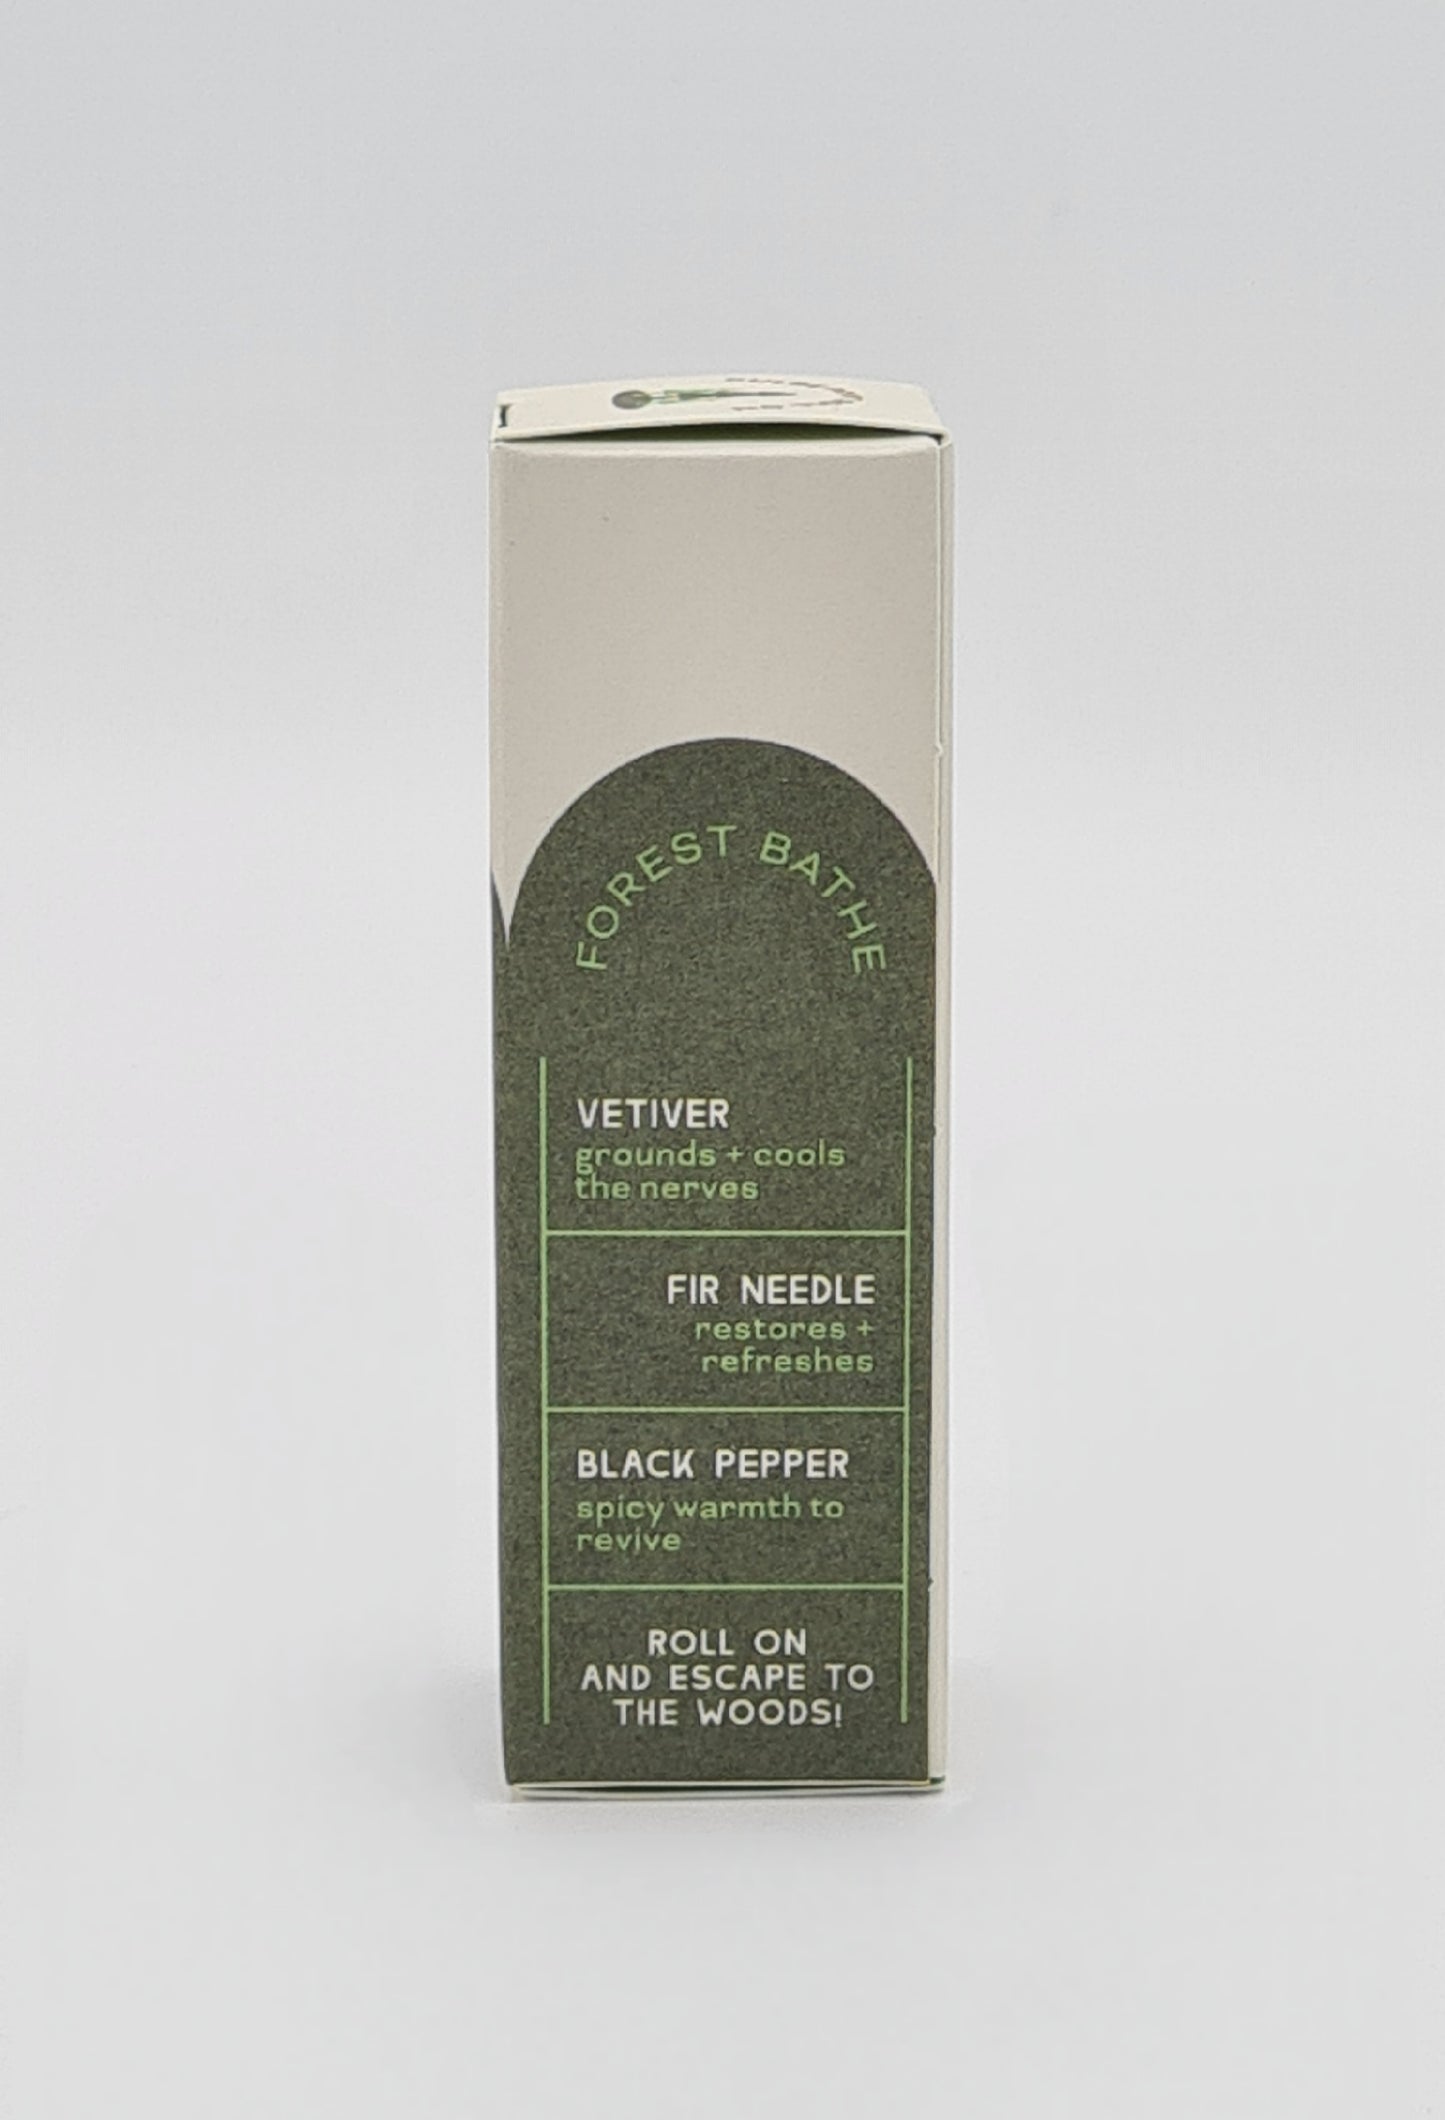 FOREST BATHE
VETIVER
grounds + cools
the nerves
FIR NEEDLE
restores +
refreshes
BLACK PEPPER
spicy warmth to
revive
ROLL ON
AND ESCAPE TO
THE WOODS!